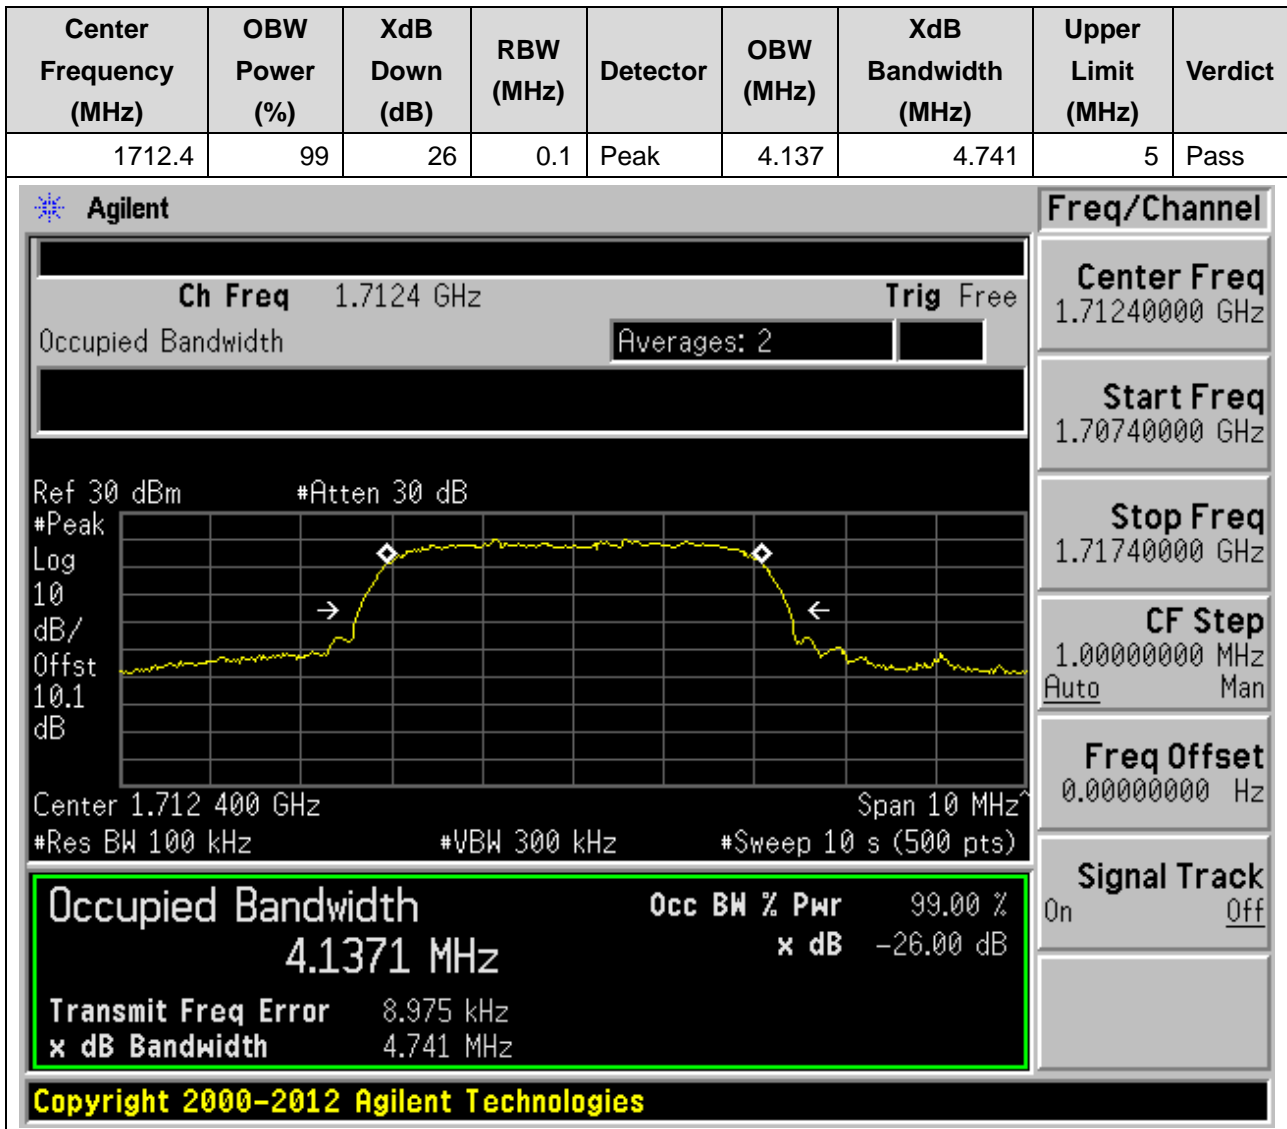 Center Frequency (MHz) OBW Power (%) XdB Down (dB) RBW (MHz) Detector OBW (MHz) XdB Bandwidth (MHz) Upper Limit (MHz) Verdict
1712.4 99 26 0.1 Peak 4.137 4.741 5 Pass
Agilent
Ch Freq 1.7124 GHz Trig Free
Occupied Bandwidth Averages: 2
Ref 30 dBm #Atten 30 dB
#Peak
Log
10
dB/
Offst
10.1
dB
Center 1.712 400 GHz Span 10 MHz^
#Res BW 100 kHz #VBW 300 kHz #Sweep 10 s (500 pts)
Occupied Bandwidth Occ BW % Pwr 99.00 %
4.1371 MHz x dB -26.00 dB
Transmit Freq Error 8.975 kHz
x dB Bandwidth 4.741 MHz
Copyright 2000-2012 Agilent Technologies
Freq/Channel
Center Freq
1.71240000 GHz
Start Freq
1.70740000 GHz
Stop Freq
1.71740000 GHz
CF Step
1.00000000 MHz
Auto Man
Freq Offset
0.00000000 Hz
Signal Track
On Off